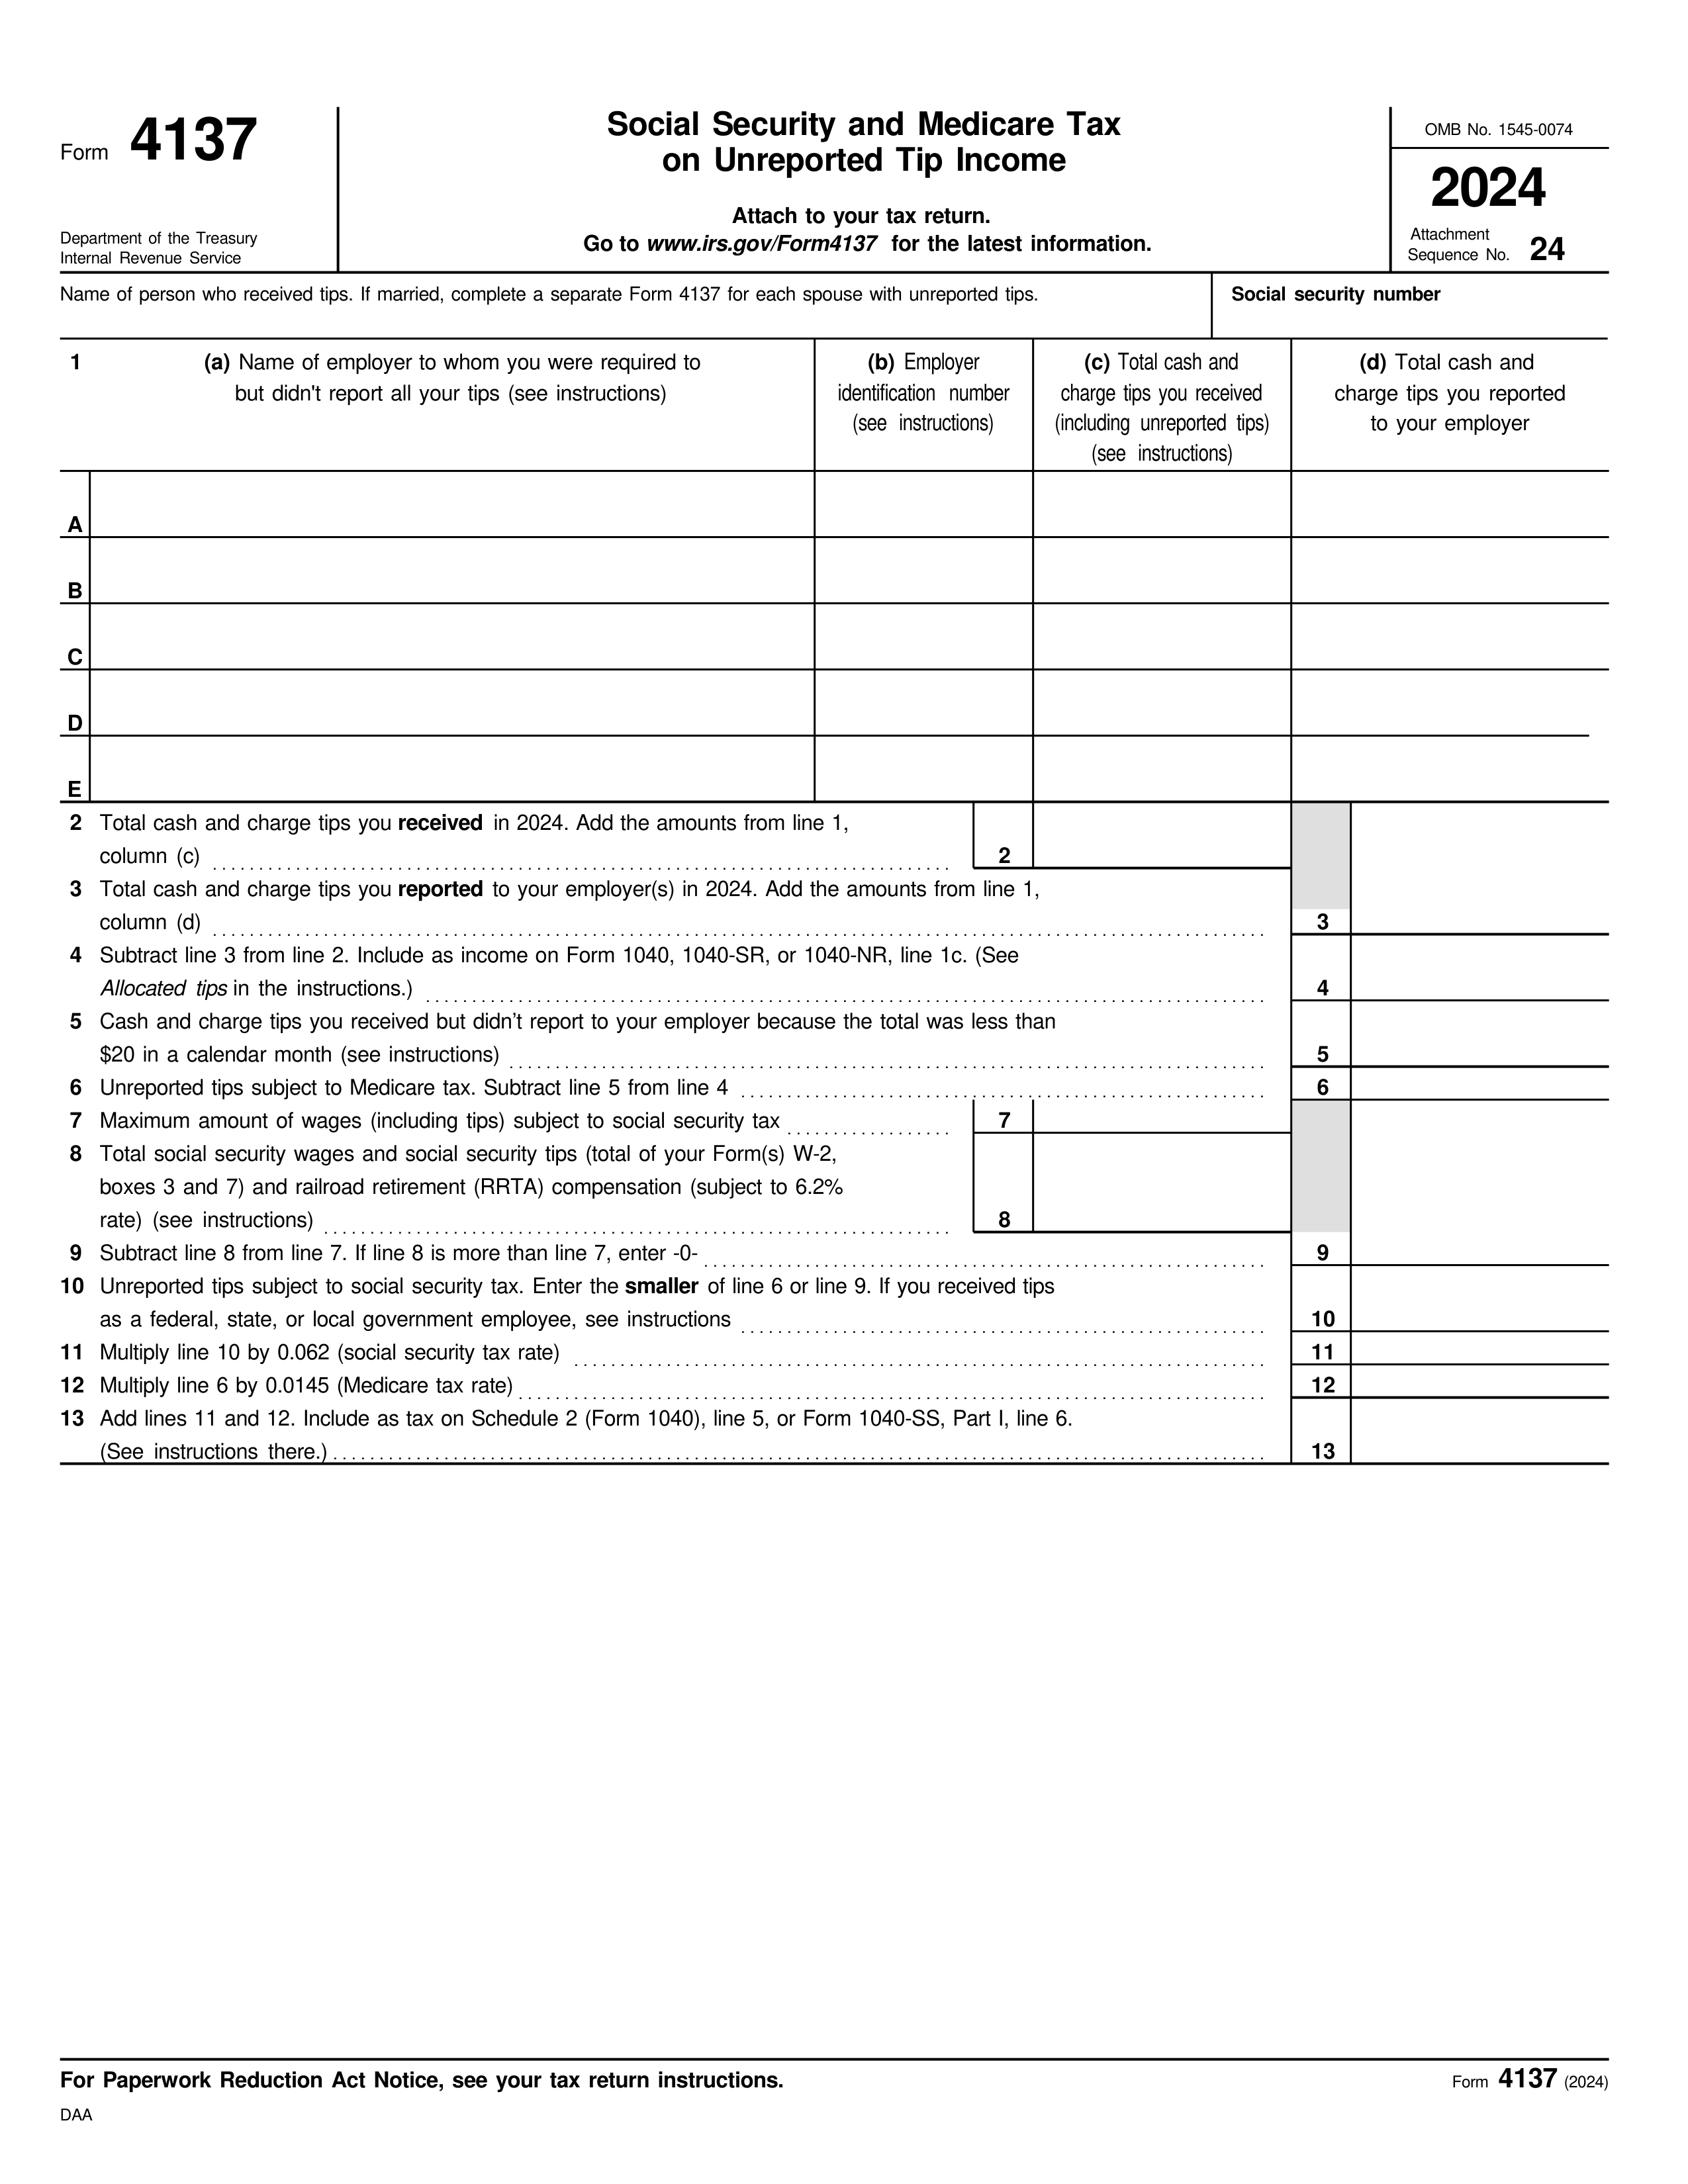 Form 4137
Department of the Treasury
Internal Revenue Service
Social Security and Medicare Tax
on Unreported Tip Income
Attach to your tax return.
Go to www.irs.gov/Form4137 for the latest information.
OMB No. 1545-0074
2024
Attachment
Sequence No. 24
Name of person who received tips. If married, complete a separate Form 4137 for each spouse with unreported tips.
Social security number
1
(a) Name of employer to whom you were required to
but didn't report all your tips (see instructions)
(b) Employer
identification number
(see instructions)
(c) Total cash and
charge tips you received
(including unreported tips)
(see instructions)
(d) Total cash and
charge tips you reported
to your employer
A
B
C
D
E
2 Total cash and charge tips you received in 2024. Add the amounts from line 1,
column (c) 2
3 Total cash and charge tips you reported to your employer(s) in 2024. Add the amounts from line 1,
column (d) 3
4 Subtract line 3 from line 2. Include as income on Form 1040, 1040-SR, or 1040-NR, line 1c. (See
Allocated tips in the instructions.) 4
5 Cash and charge tips you received but didn’t report to your employer because the total was less than
$20 in a calendar month (see instructions) 5
6 Unreported tips subject to Medicare tax. Subtract line 5 from line 4 6
7 Maximum amount of wages (including tips) subject to social security tax 7
8 Total social security wages and social security tips (total of your Form(s) W-2,
boxes 3 and 7) and railroad retirement (RRTA) compensation (subject to 6.2%
rate) (see instructions) 8
9 Subtract line 8 from line 7. If line 8 is more than line 7, enter -0- 9
10 Unreported tips subject to social security tax. Enter the smaller of line 6 or line 9. If you received tips
as a federal, state, or local government employee, see instructions 10
11 Multiply line 10 by 0.062 (social security tax rate) 11
12 Multiply line 6 by 0.0145 (Medicare tax rate) 12
13 Add lines 11 and 12. Include as tax on Schedule 2 (Form 1040), line 5, or Form 1040-SS, Part I, line 6.
(See instructions there.) 13
For Paperwork Reduction Act Notice, see your tax return instructions.
Form 4137 (2024)
DAA